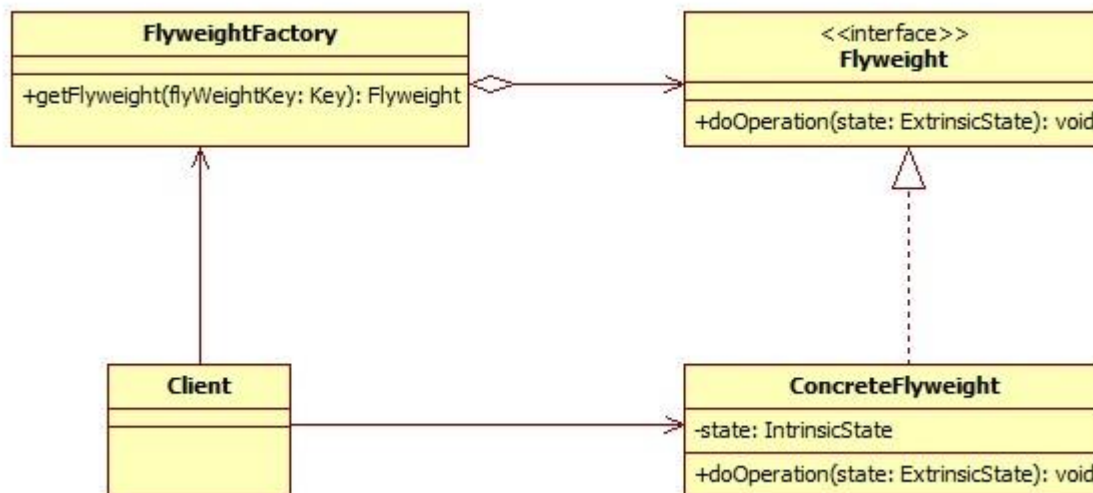 FlyweightFactory
+getFlyweight(flyWeightKey: Key): Flyweight
<<interface>>
Flyweight
+doOperation(state: ExtrinsicState): void
Client
ConcreteFlyweight
-state: IntrinsicState
+doOperation(state: ExtrinsicState): void